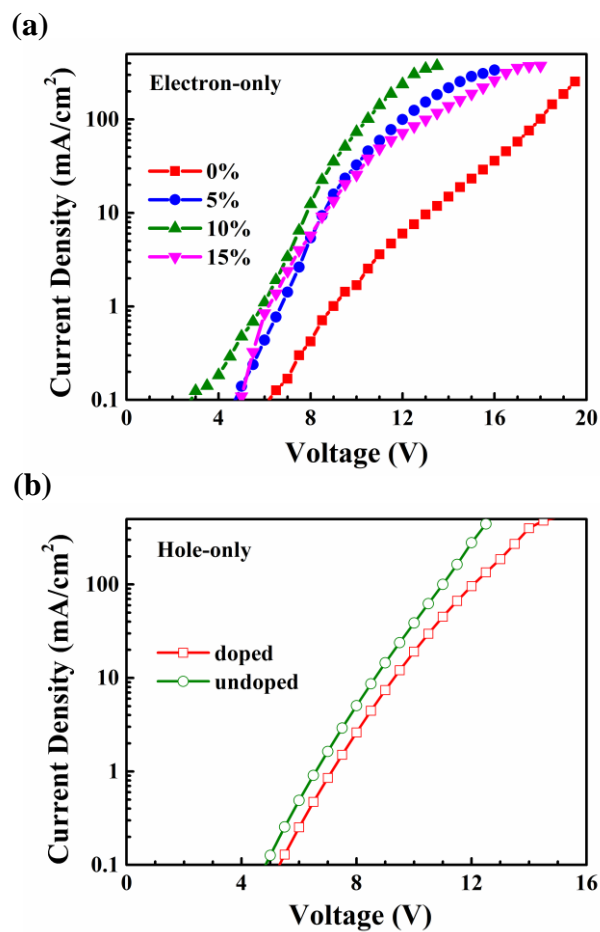 (a)
Electron-only
0%
5%
10%
15%
Current Density (mA/cm²)
100
10
1
0.1
0 4 8 12 16 20
Voltage (V)
(b)
Hole-only
doped
undoped
Current Density (mA/cm²)
100
10
1
0.1
0 4 8 12 16
Voltage (V)